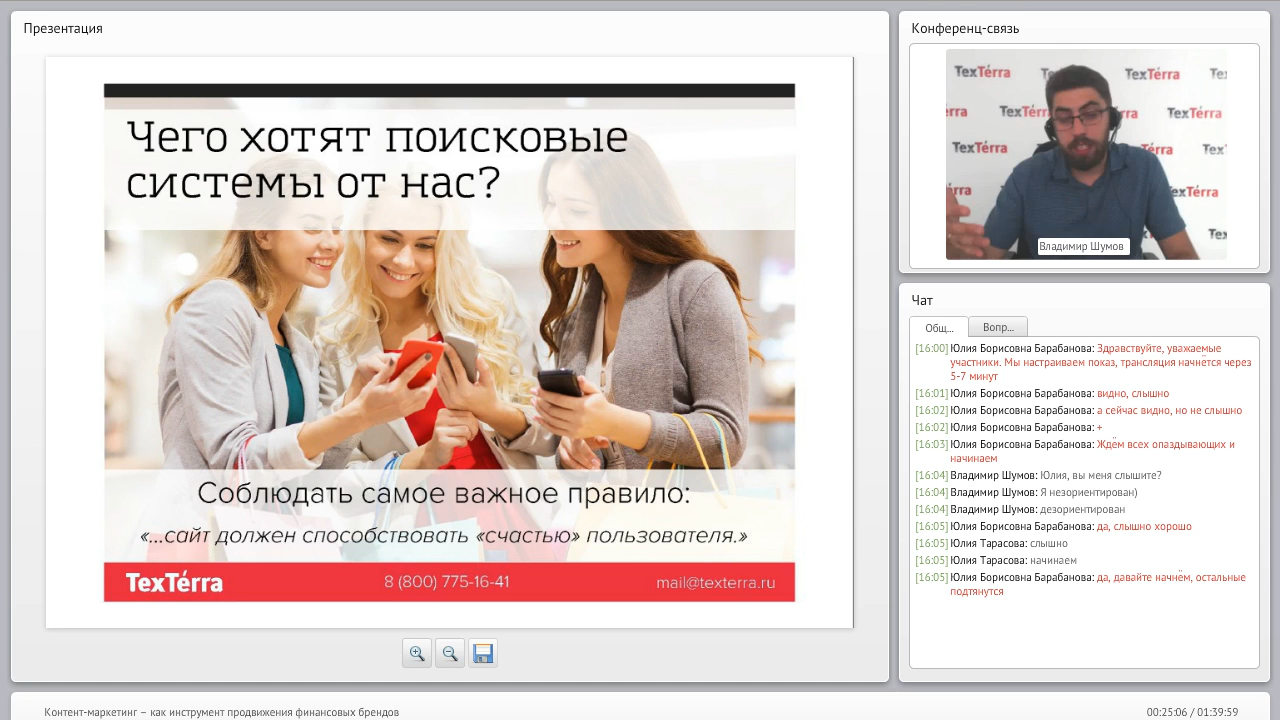 Презентация
Чего хотят поисковые
системы от нас?
Соблюдать самое важное правило:
«...сайт должен способствовать «счастью» пользователя.»
TexTérra
8 (800) 775-16-41
mail@texterra.ru
Конференц-связь
TexTérra
TexTérra
TexTérra
TexTérra
TexTérra
Владимир Шумов
Чат
Общ...
Вопр...
[16:00] Юлия Борисовна Барабанова: Здравствуйте, уважаемые
участники. Мы настраиваем показ, трансляция начнётся через
5-7 минут
[16:01] Юлия Борисовна Барабанова: видно, слышно
[16:02] Юлия Борисовна Барабанова: а сейчас видно, но не слышно
[16:02] Юлия Борисовна Барабанова: +
[16:03] Юлия Борисовна Барабанова: Ждём всех опаздывающих и
начинаем
[16:04] Владимир Шумов: Юлия, вы меня слышите?
[16:04] Владимир Шумов: Я незориентирован)
[16:04] Владимир Шумов: дезориентирован
[16:05] Юлия Борисовна Барабанова: да, слышно хорошо
[16:05] Юлия Тарасова: слышно
[16:05] Юлия Тарасова: начинаем
[16:05] Юлия Борисовна Барабанова: да, давайте начнём, остальные
подтянутся
Контент-маркетинг – как инструмент продвижения финансовых брендов
00:25:06 / 01:39:59